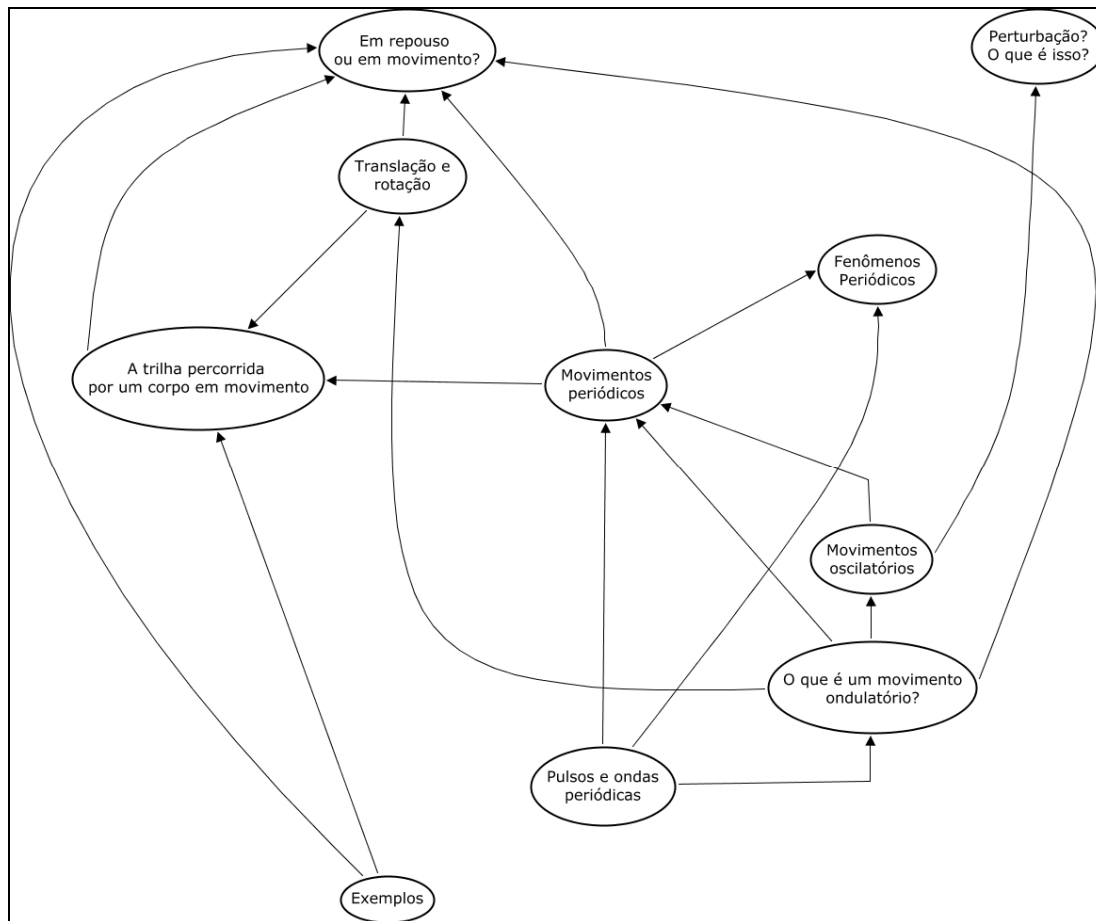 Em repouso
ou em movimento?
Perturbação?
O que é isso?
Translação e
rotação
Fenômenos
Periódicos
A trilha percorrida
por um corpo em movimento
Movimentos
periódicos
Movimentos
oscilatórios
O que é um movimento
ondulatório?
Pulsos e ondas
periódicas
Exemplos